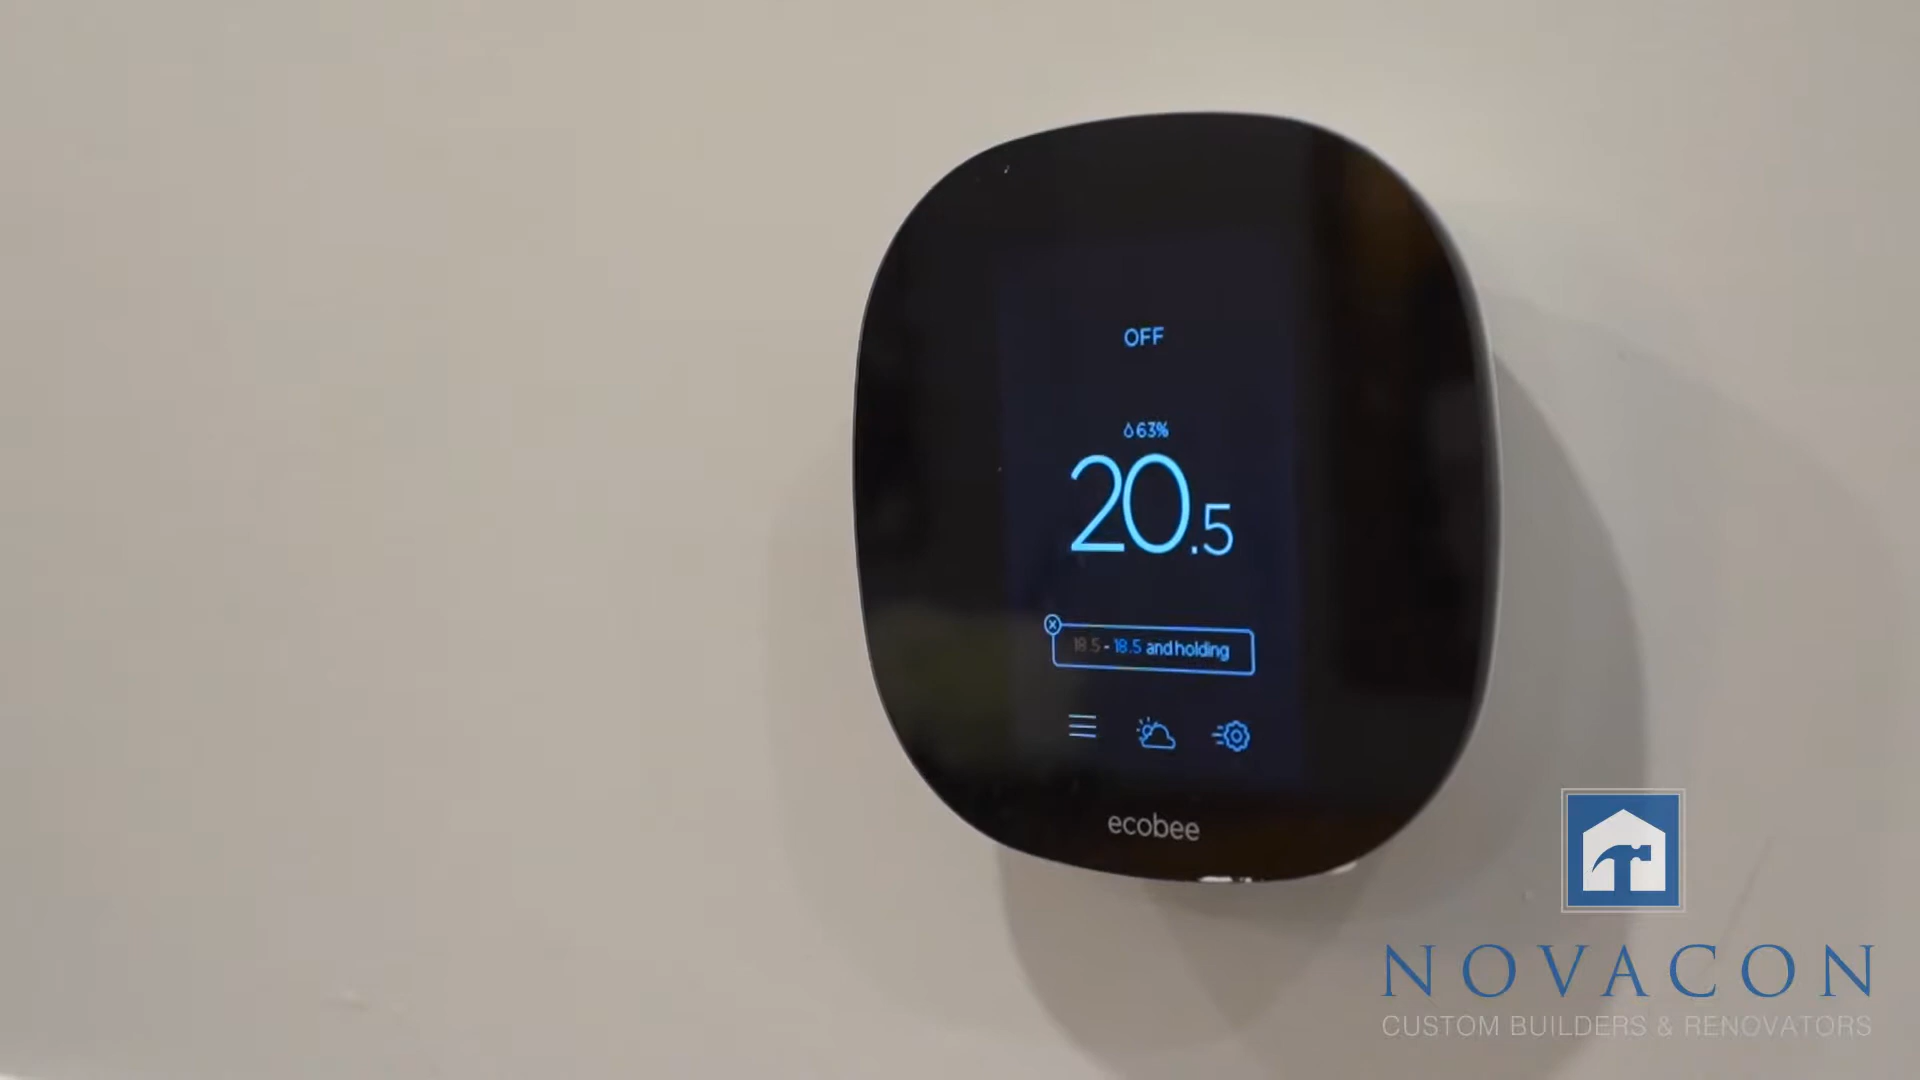 OFF
63%
20.5
18.5 - 18.5 and holding
ecobee
NOVACON
CUSTOM BUILDERS & RENOVATORS